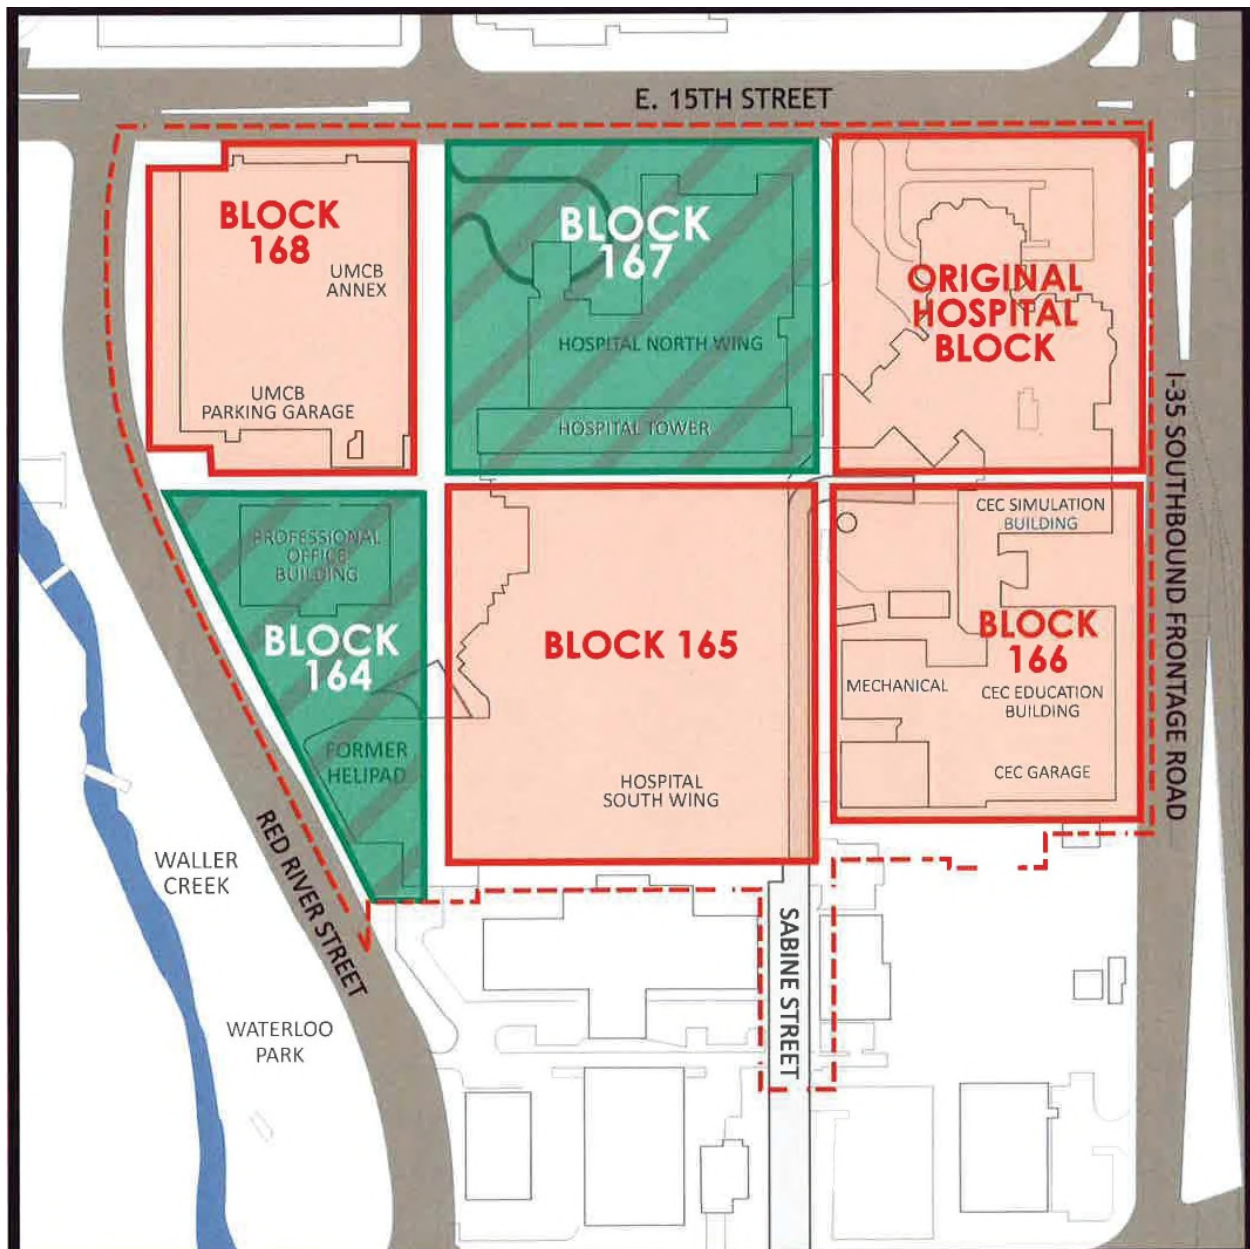 E. 15TH STREET
BLOCK
168
UMCB
ANNEX
UMCB
PARKING GARAGE
BLOCK
167
HOSPITAL NORTH WING
HOSPITAL TOWER
ORIGINAL
HOSPITAL
BLOCK
I-35 SOUTHBOUND FRONTAGE ROAD
PROFESSIONAL
OFFICE
BUILDING
BLOCK
164
FORMER
HELIPAD
BLOCK 165
HOSPITAL
SOUTH WING
CEC SIMULATION
BUILDING
BLOCK
166
MECHANICAL
CEC EDUCATION
BUILDING
CEC GARAGE
RED RIVER STREET
WALLER
CREEK
SABINE STREET
WATERLOO
PARK